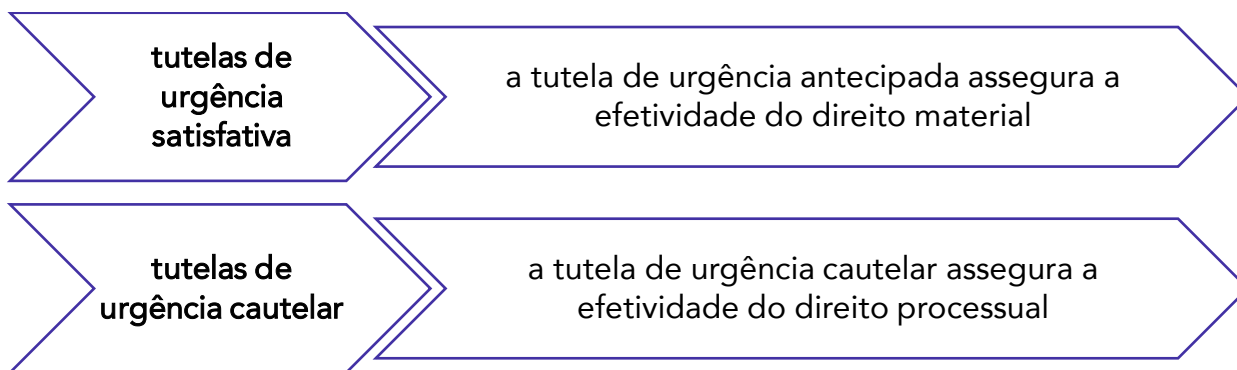 tutelas de
urgência
satisfativa
a tutela de urgência antecipada assegura a
efetividade do direito material
tutelas de
urgência cautelar
a tutela de urgência cautelar assegura a
efetividade do direito processual